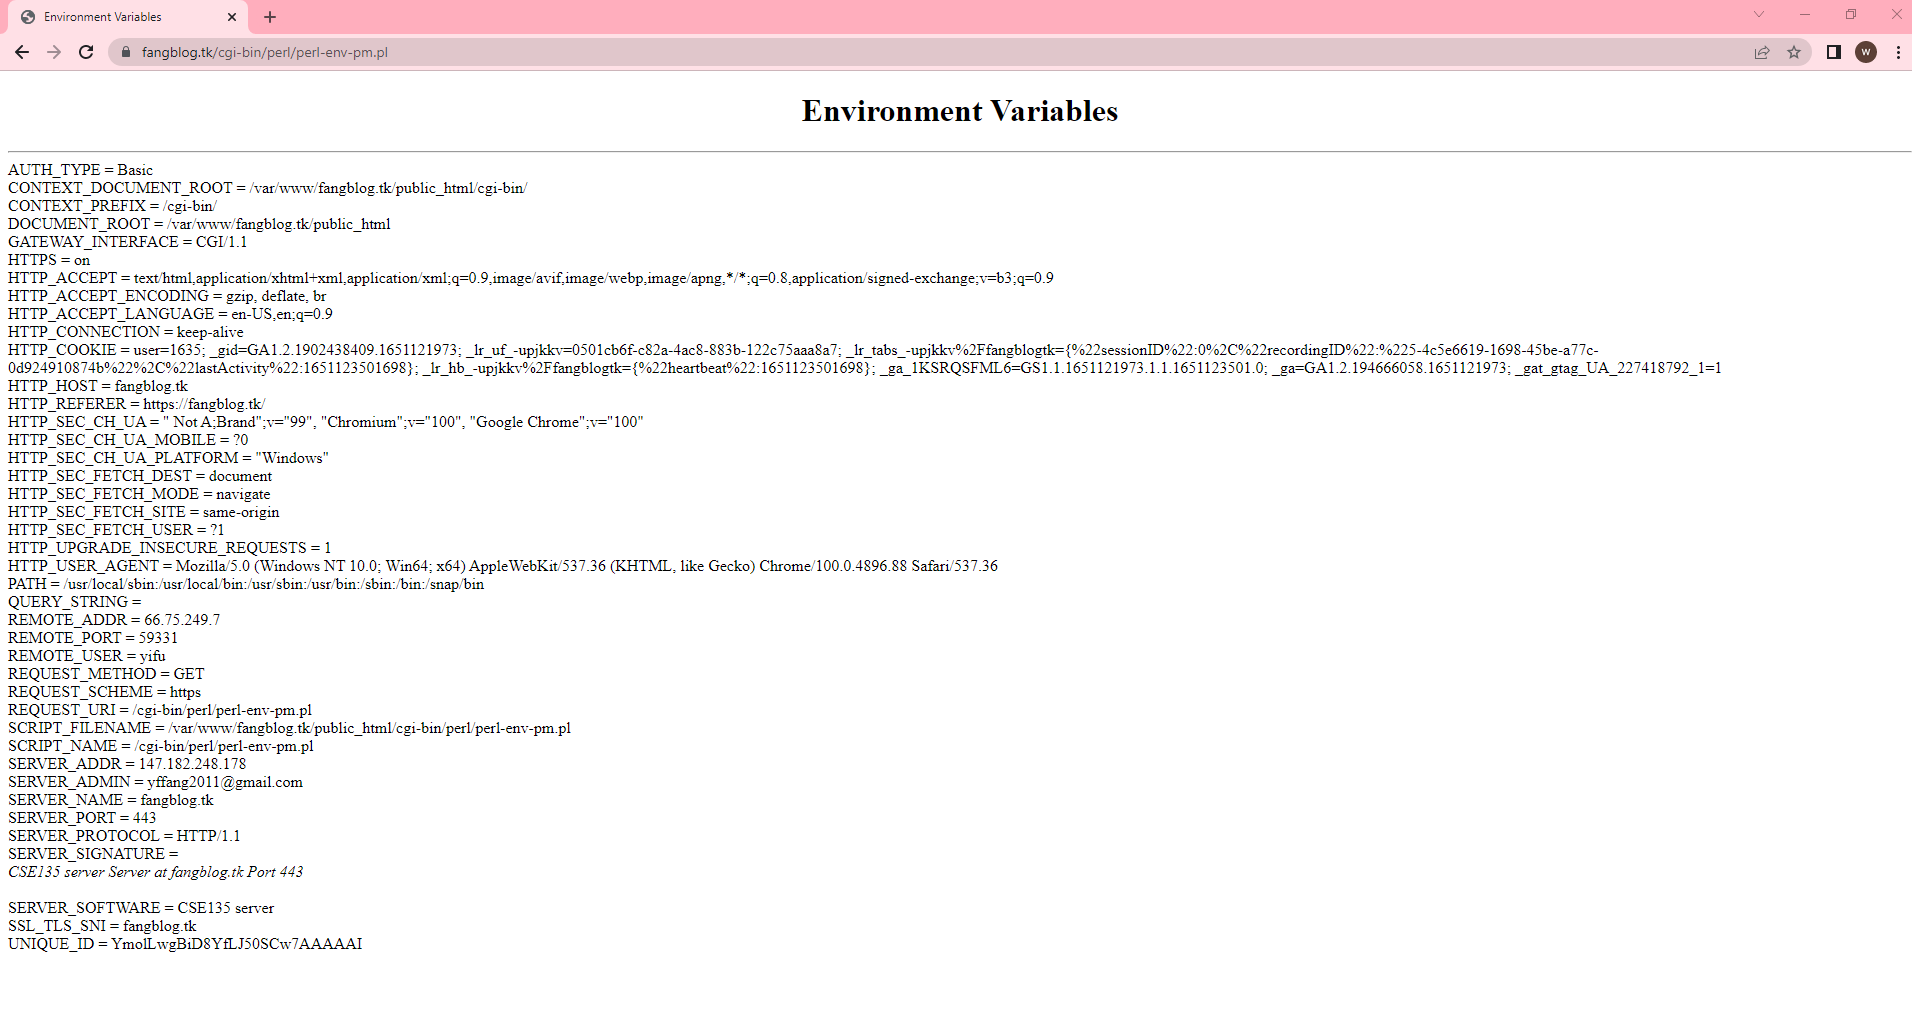 Environment Variables
fangblog.tk/cgi-bin/perl/perl-env-pm.pl
W
Environment Variables
AUTH_TYPE = Basic
CONTEXT_DOCUMENT_ROOT = /var/www/fangblog.tk/public_html/cgi-bin/
CONTEXT_PREFIX = /cgi-bin/
DOCUMENT_ROOT = /var/www/fangblog.tk/public_html
GATEWAY_INTERFACE = CGI/1.1
HTTPS = on
HTTP_ACCEPT = text/html,application/xhtml+xml,application/xml;q=0.9,image/avif,image/webp,image/apng,*/*;q=0.8,application/signed-exchange;v=b3;q=0.9
HTTP_ACCEPT_ENCODING = gzip, deflate, br
HTTP_ACCEPT_LANGUAGE = en-US,en;q=0.9
HTTP_CONNECTION = keep-alive
HTTP_COOKIE = user=1635; _gid=GA1.2.1902438409.1651121973; _lr_uf_-upjkkv=0501cb6f-c82a-4ac8-883b-122c75aaa8a7; _lr_tabs_-upjkkv%2Ffangblogtk={%22sessionID%22:0%2C%22recordingID%22:%225-4c5e6619-1698-45be-a77c-
0d924910874b%22%2C%22lastActivity%22:1651123501698}; _lr_hb_-upjkkv%2Ffangblogtk={%22heartbeat%22:1651123501698}; _ga_1KSRQSFML6=GS1.1.1651121973.1.1.1651123501.0; _ga=GA1.2.194666058.1651121973; _gat_gtag_UA_227418792_1=1
HTTP_HOST = fangblog.tk
HTTP_REFERER = https://fangblog.tk/
HTTP_SEC_CH_UA = " Not A;Brand";v="99", "Chromium";v="100", "Google Chrome";v="100"
HTTP_SEC_CH_UA_MOBILE = ?0
HTTP_SEC_CH_UA_PLATFORM = "Windows"
HTTP_SEC_FETCH_DEST = document
HTTP_SEC_FETCH_MODE = navigate
HTTP_SEC_FETCH_SITE = same-origin
HTTP_SEC_FETCH_USER = ?1
HTTP_UPGRADE_INSECURE_REQUESTS = 1
HTTP_USER_AGENT = Mozilla/5.0 (Windows NT 10.0; Win64; x64) AppleWebKit/537.36 (KHTML, like Gecko) Chrome/100.0.4896.88 Safari/537.36
PATH = /usr/local/sbin:/usr/local/bin:/usr/sbin:/usr/bin:/sbin:/bin:/snap/bin
QUERY_STRING =
REMOTE_ADDR = 66.75.249.7
REMOTE_PORT = 59331
REMOTE_USER = yifu
REQUEST_METHOD = GET
REQUEST_SCHEME = https
REQUEST_URI = /cgi-bin/perl/perl-env-pm.pl
SCRIPT_FILENAME = /var/www/fangblog.tk/public_html/cgi-bin/perl/perl-env-pm.pl
SCRIPT_NAME = /cgi-bin/perl/perl-env-pm.pl
SERVER_ADDR = 147.182.248.178
SERVER_ADMIN = yffang2011@gmail.com
SERVER_NAME = fangblog.tk
SERVER_PORT = 443
SERVER_PROTOCOL = HTTP/1.1
SERVER_SIGNATURE =
CSE135 server Server at fangblog.tk Port 443
SERVER_SOFTWARE = CSE135 server
SSL_TLS_SNI = fangblog.tk
UNIQUE_ID = YmolLwgBiD8YfLJ50SCw7AAAAAI